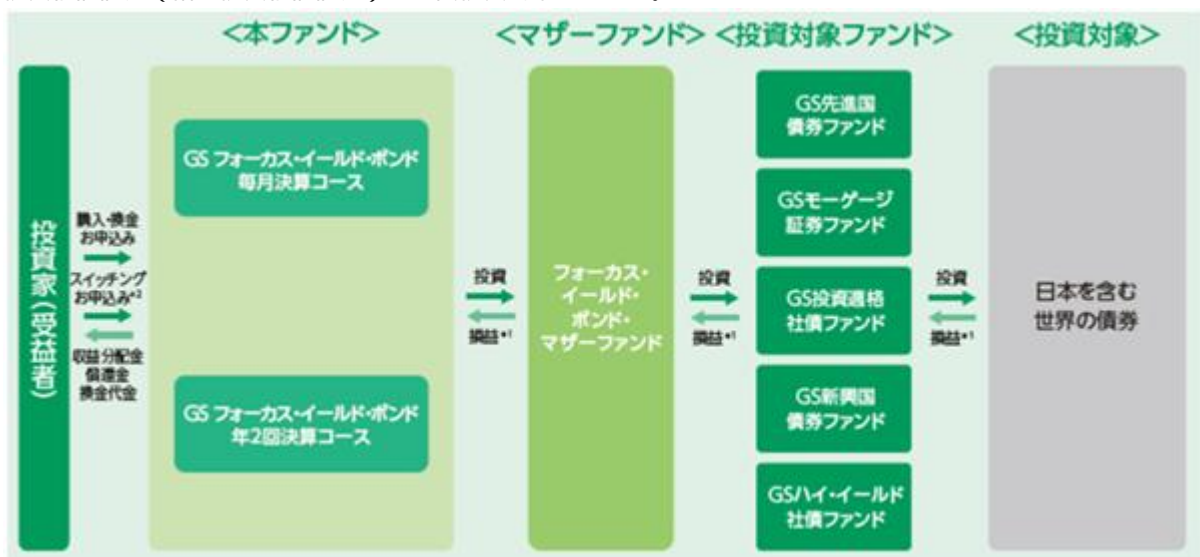 <本ファンド>
<マザーファンド>
<投資対象ファンド>
<投資対象>
投資家(受益者)
購入・換金
お申込み
スイッチング
お申込み*2
収益分配金
償還金
換金代金
GS フォーカス・イールド・ボンド
毎月決算コース
GS フォーカス・イールド・ボンド
年2回決算コース
投資
損益*1
フォーカス・
イールド・
ボンド・
マザーファンド
投資
損益*1
GS先進国
債券ファンド
GSモーゲージ
証券ファンド
GS投資適格
社債ファンド
GS新興国
債券ファンド
GSハイ・イールド
社債ファンド
投資
損益*1
日本を含む
世界の債券